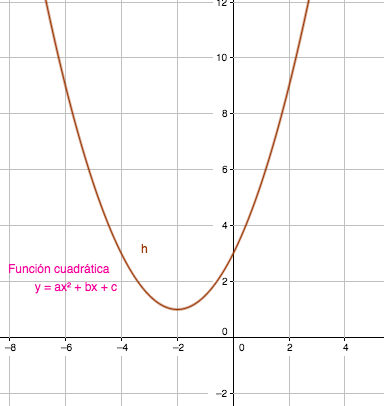 12
10
8
6
h
4
Función cuadrática
y = ax² + bx + c
2
0
−8 −6 −4 −2 0 2 4
−2